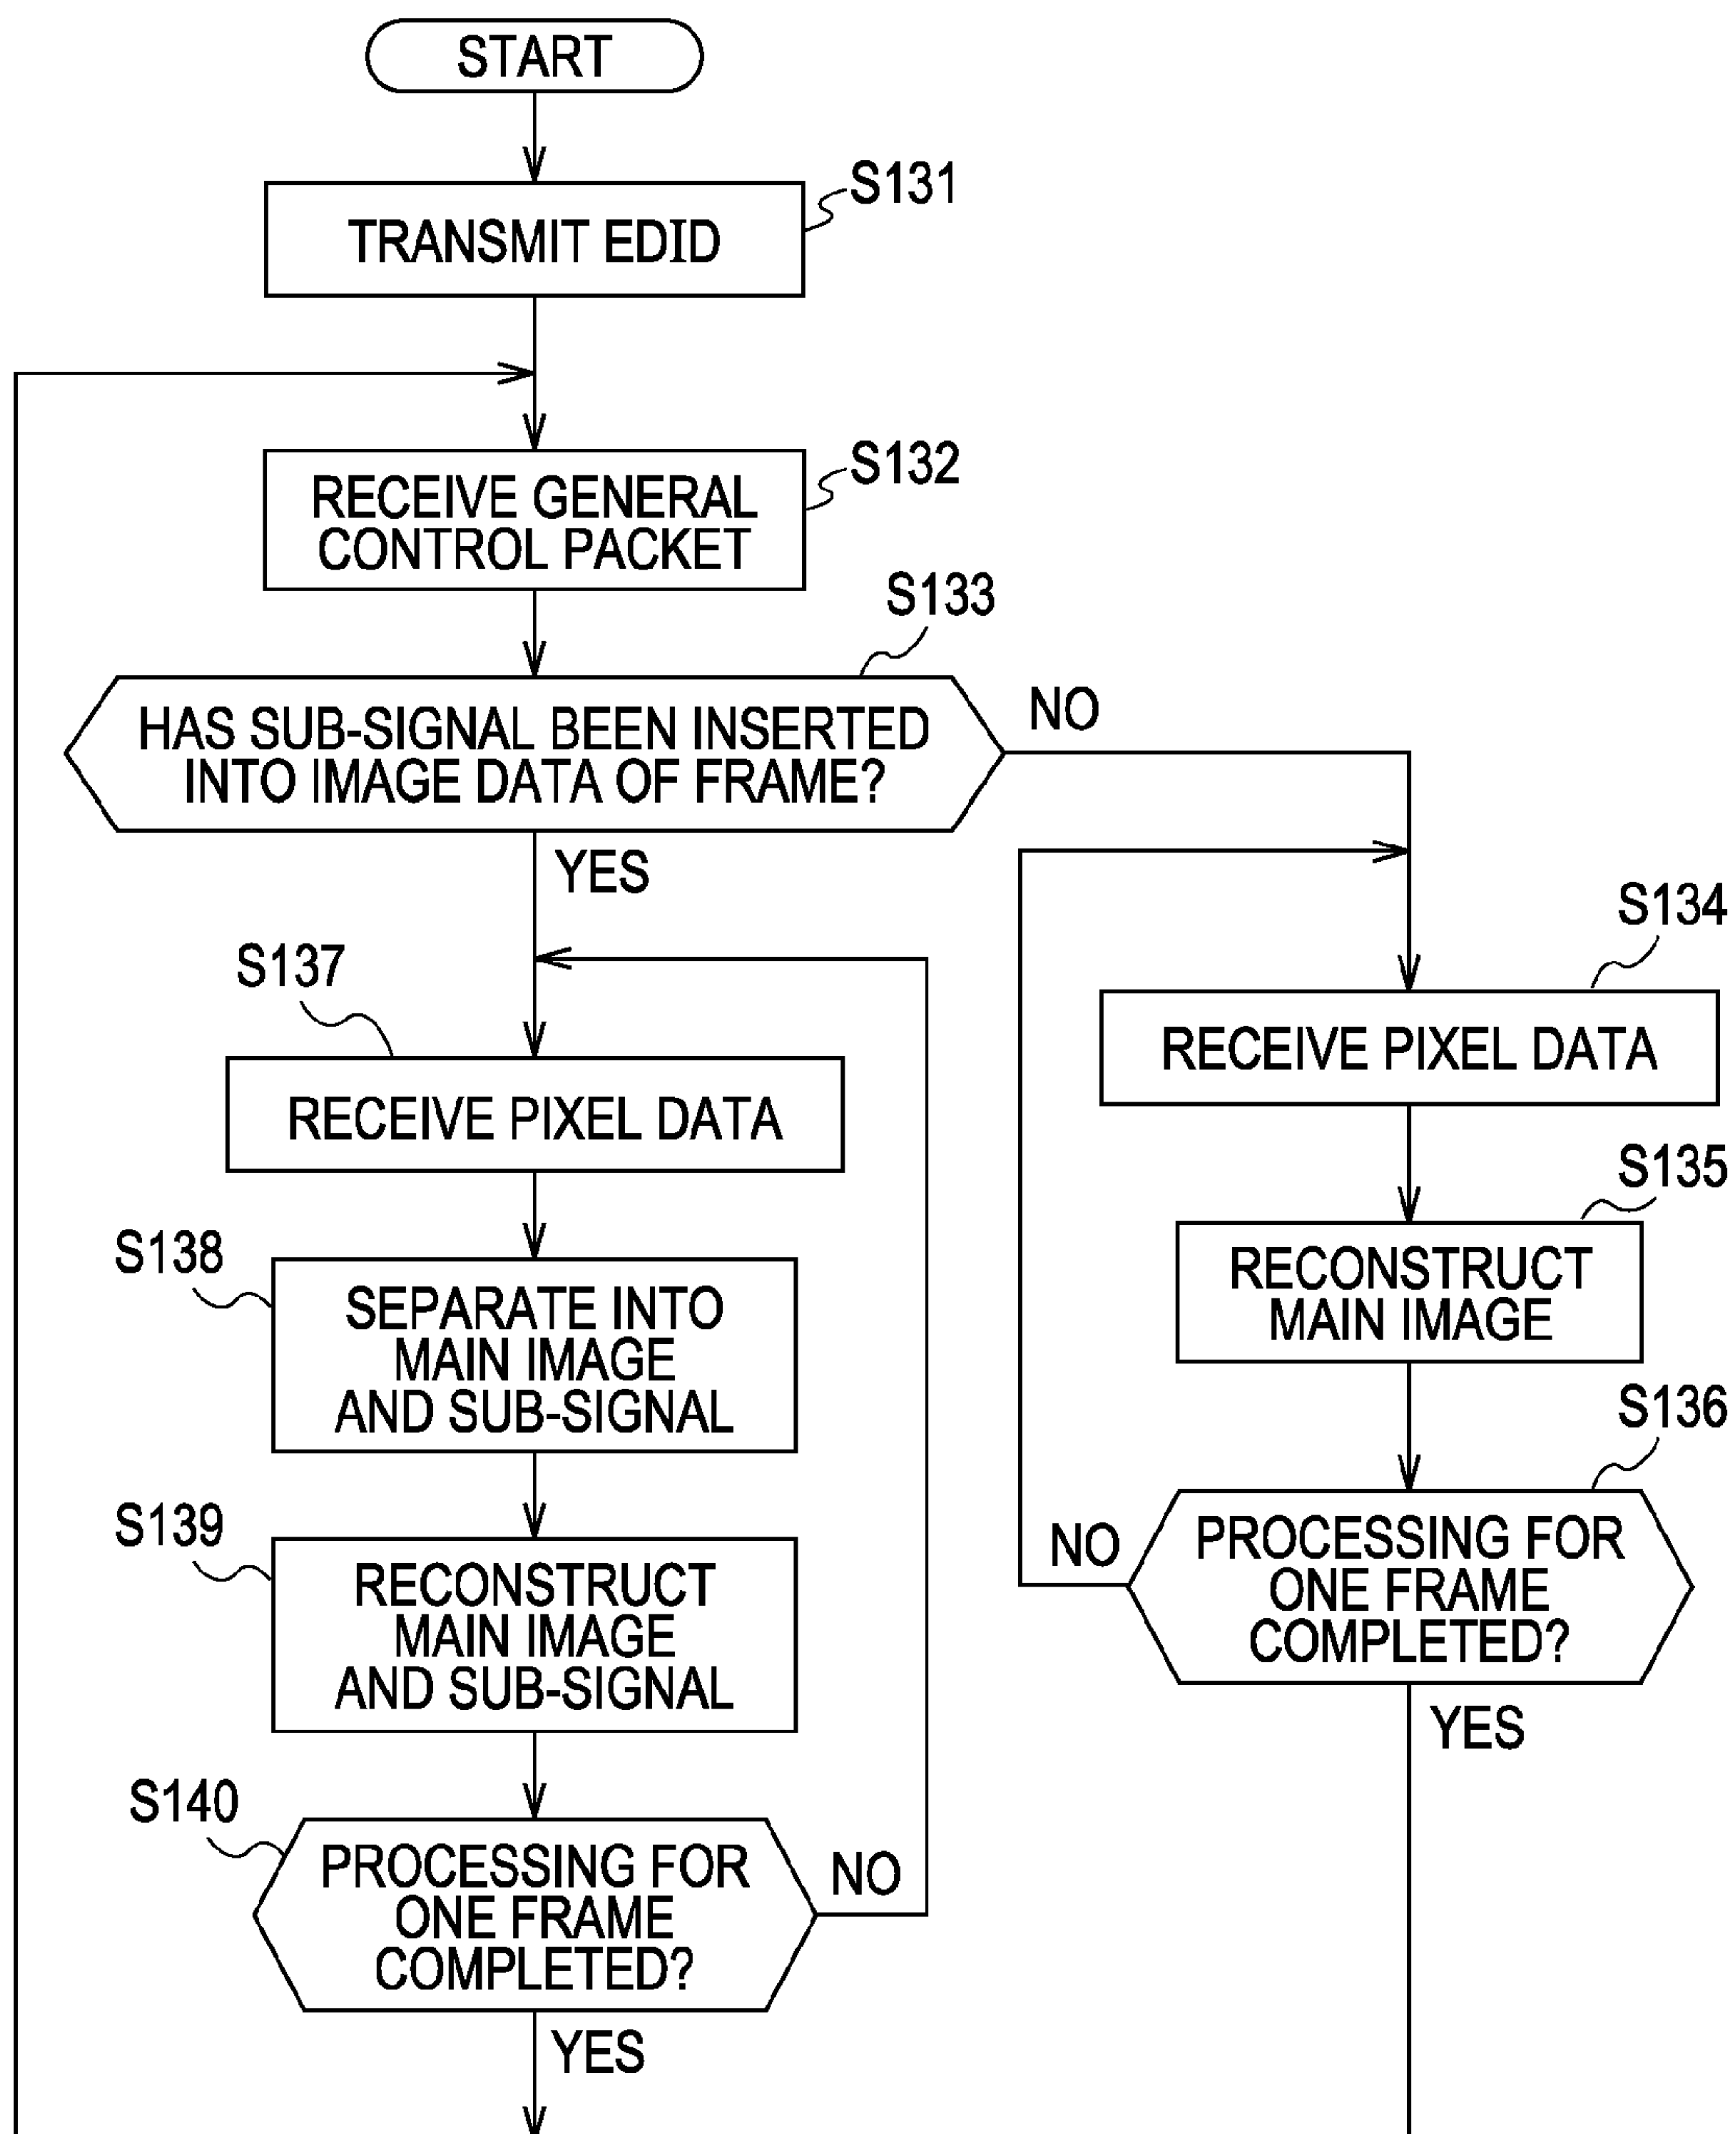 START
S131
TRANSMIT EDID
S132
RECEIVE GENERAL
CONTROL PACKET
S133
HAS SUB-SIGNAL BEEN INSERTED
INTO IMAGE DATA OF FRAME?
NO
YES
S134
RECEIVE PIXEL DATA
S135
RECONSTRUCT
MAIN IMAGE
S136
PROCESSING FOR
ONE FRAME
COMPLETED?
NO
YES
S137
RECEIVE PIXEL DATA
S138
SEPARATE INTO
MAIN IMAGE
AND SUB-SIGNAL
S139
RECONSTRUCT
MAIN IMAGE
AND SUB-SIGNAL
S140
PROCESSING FOR
ONE FRAME
COMPLETED?
NO
YES